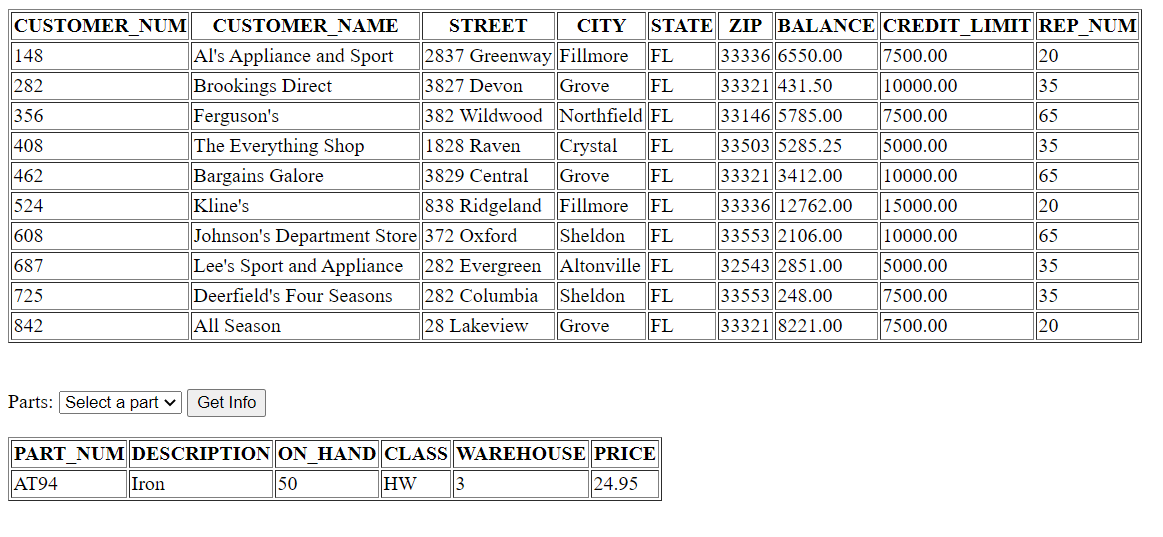 CUSTOMER_NUM CUSTOMER_NAME STREET CITY STATE ZIP BALANCE CREDIT_LIMIT REP_NUM
148 Al's Appliance and Sport 2837 Greenway Fillmore FL 33336 6550.00 7500.00 20
282 Brookings Direct 3827 Devon Grove FL 33321 431.50 10000.00 35
356 Ferguson's 382 Wildwood Northfield FL 33146 5785.00 7500.00 65
408 The Everything Shop 1828 Raven Crystal FL 33503 5285.25 5000.00 35
462 Bargains Galore 3829 Central Grove FL 33321 3412.00 10000.00 65
524 Kline's 838 Ridgeland Fillmore FL 33336 12762.00 15000.00 20
608 Johnson's Department Store 372 Oxford Sheldon FL 33553 2106.00 10000.00 65
687 Lee's Sport and Appliance 282 Evergreen Altonville FL 32543 2851.00 5000.00 35
725 Deerfield's Four Seasons 282 Columbia Sheldon FL 33553 248.00 7500.00 35
842 All Season 28 Lakeview Grove FL 33321 8221.00 7500.00 20
Parts: Select a part Get Info
PART_NUM DESCRIPTION ON_HAND CLASS WAREHOUSE PRICE
AT94 Iron 50 HW 3 24.95